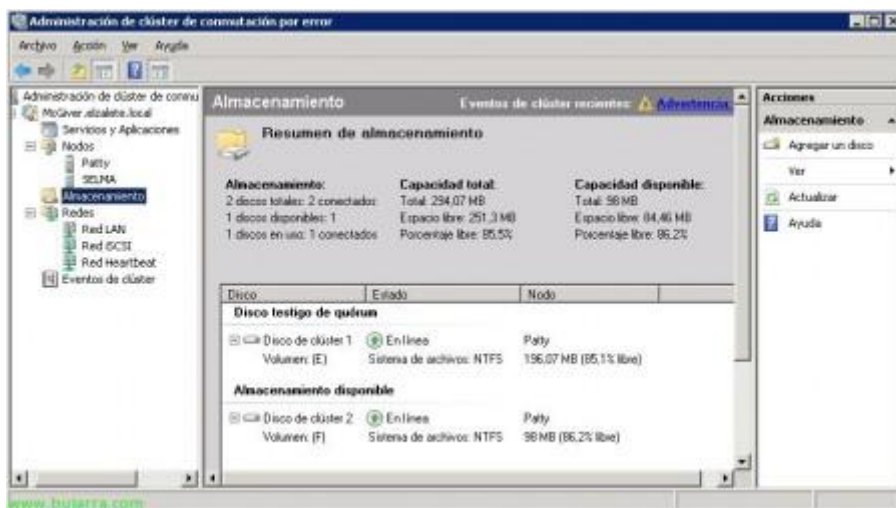 Administración de clúster de conmutación por error
Archivo Acción Ver Ayuda
Administración de clúster de conmu
McGiver.elzalete.local
Servicios y Aplicaciones
Nodos
Patty
SELMA
Almacenamiento
Redes
Red LAN
Red iSCSI
Red Heartbeat
Eventos de clúster
Almacenamiento Eventos de clúster recientes: Advertencia:
Resumen de almacenamiento
Almacenamiento:
2 discos totales: 2 conectados
1 discos disponibles: 1
1 discos en uso: 1 conectados
Capacidad total:
Total: 294,07 MB
Espacio libre: 251,3 MB
Porcentaje libre: 85,5%
Capacidad disponible:
Total: 98 MB
Espacio libre: 84,46 MB
Porcentaje libre: 86,2%
Disco Estado Nodo
Disco testigo de quórum
Disco de clúster 1 En línea Patty
Volumen: (E) Sistema de archivos: NTFS 196,07 MB (85,1% libre)
Almacenamiento disponible
Disco de clúster 2 En línea Patty
Volumen: (F) Sistema de archivos: NTFS 98 MB (86,2% libre)
Acciones
Almacenamiento
Agregar un disco
Ver
Actualizar
Ayuda
www.bujarra.com